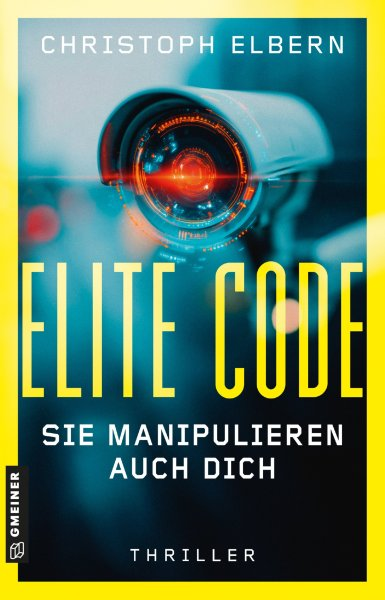 CHRISTOPH ELBERN
ELITE CODE
SIE MANIPULIEREN
AUCH DICH
GMEINER
THRILLER